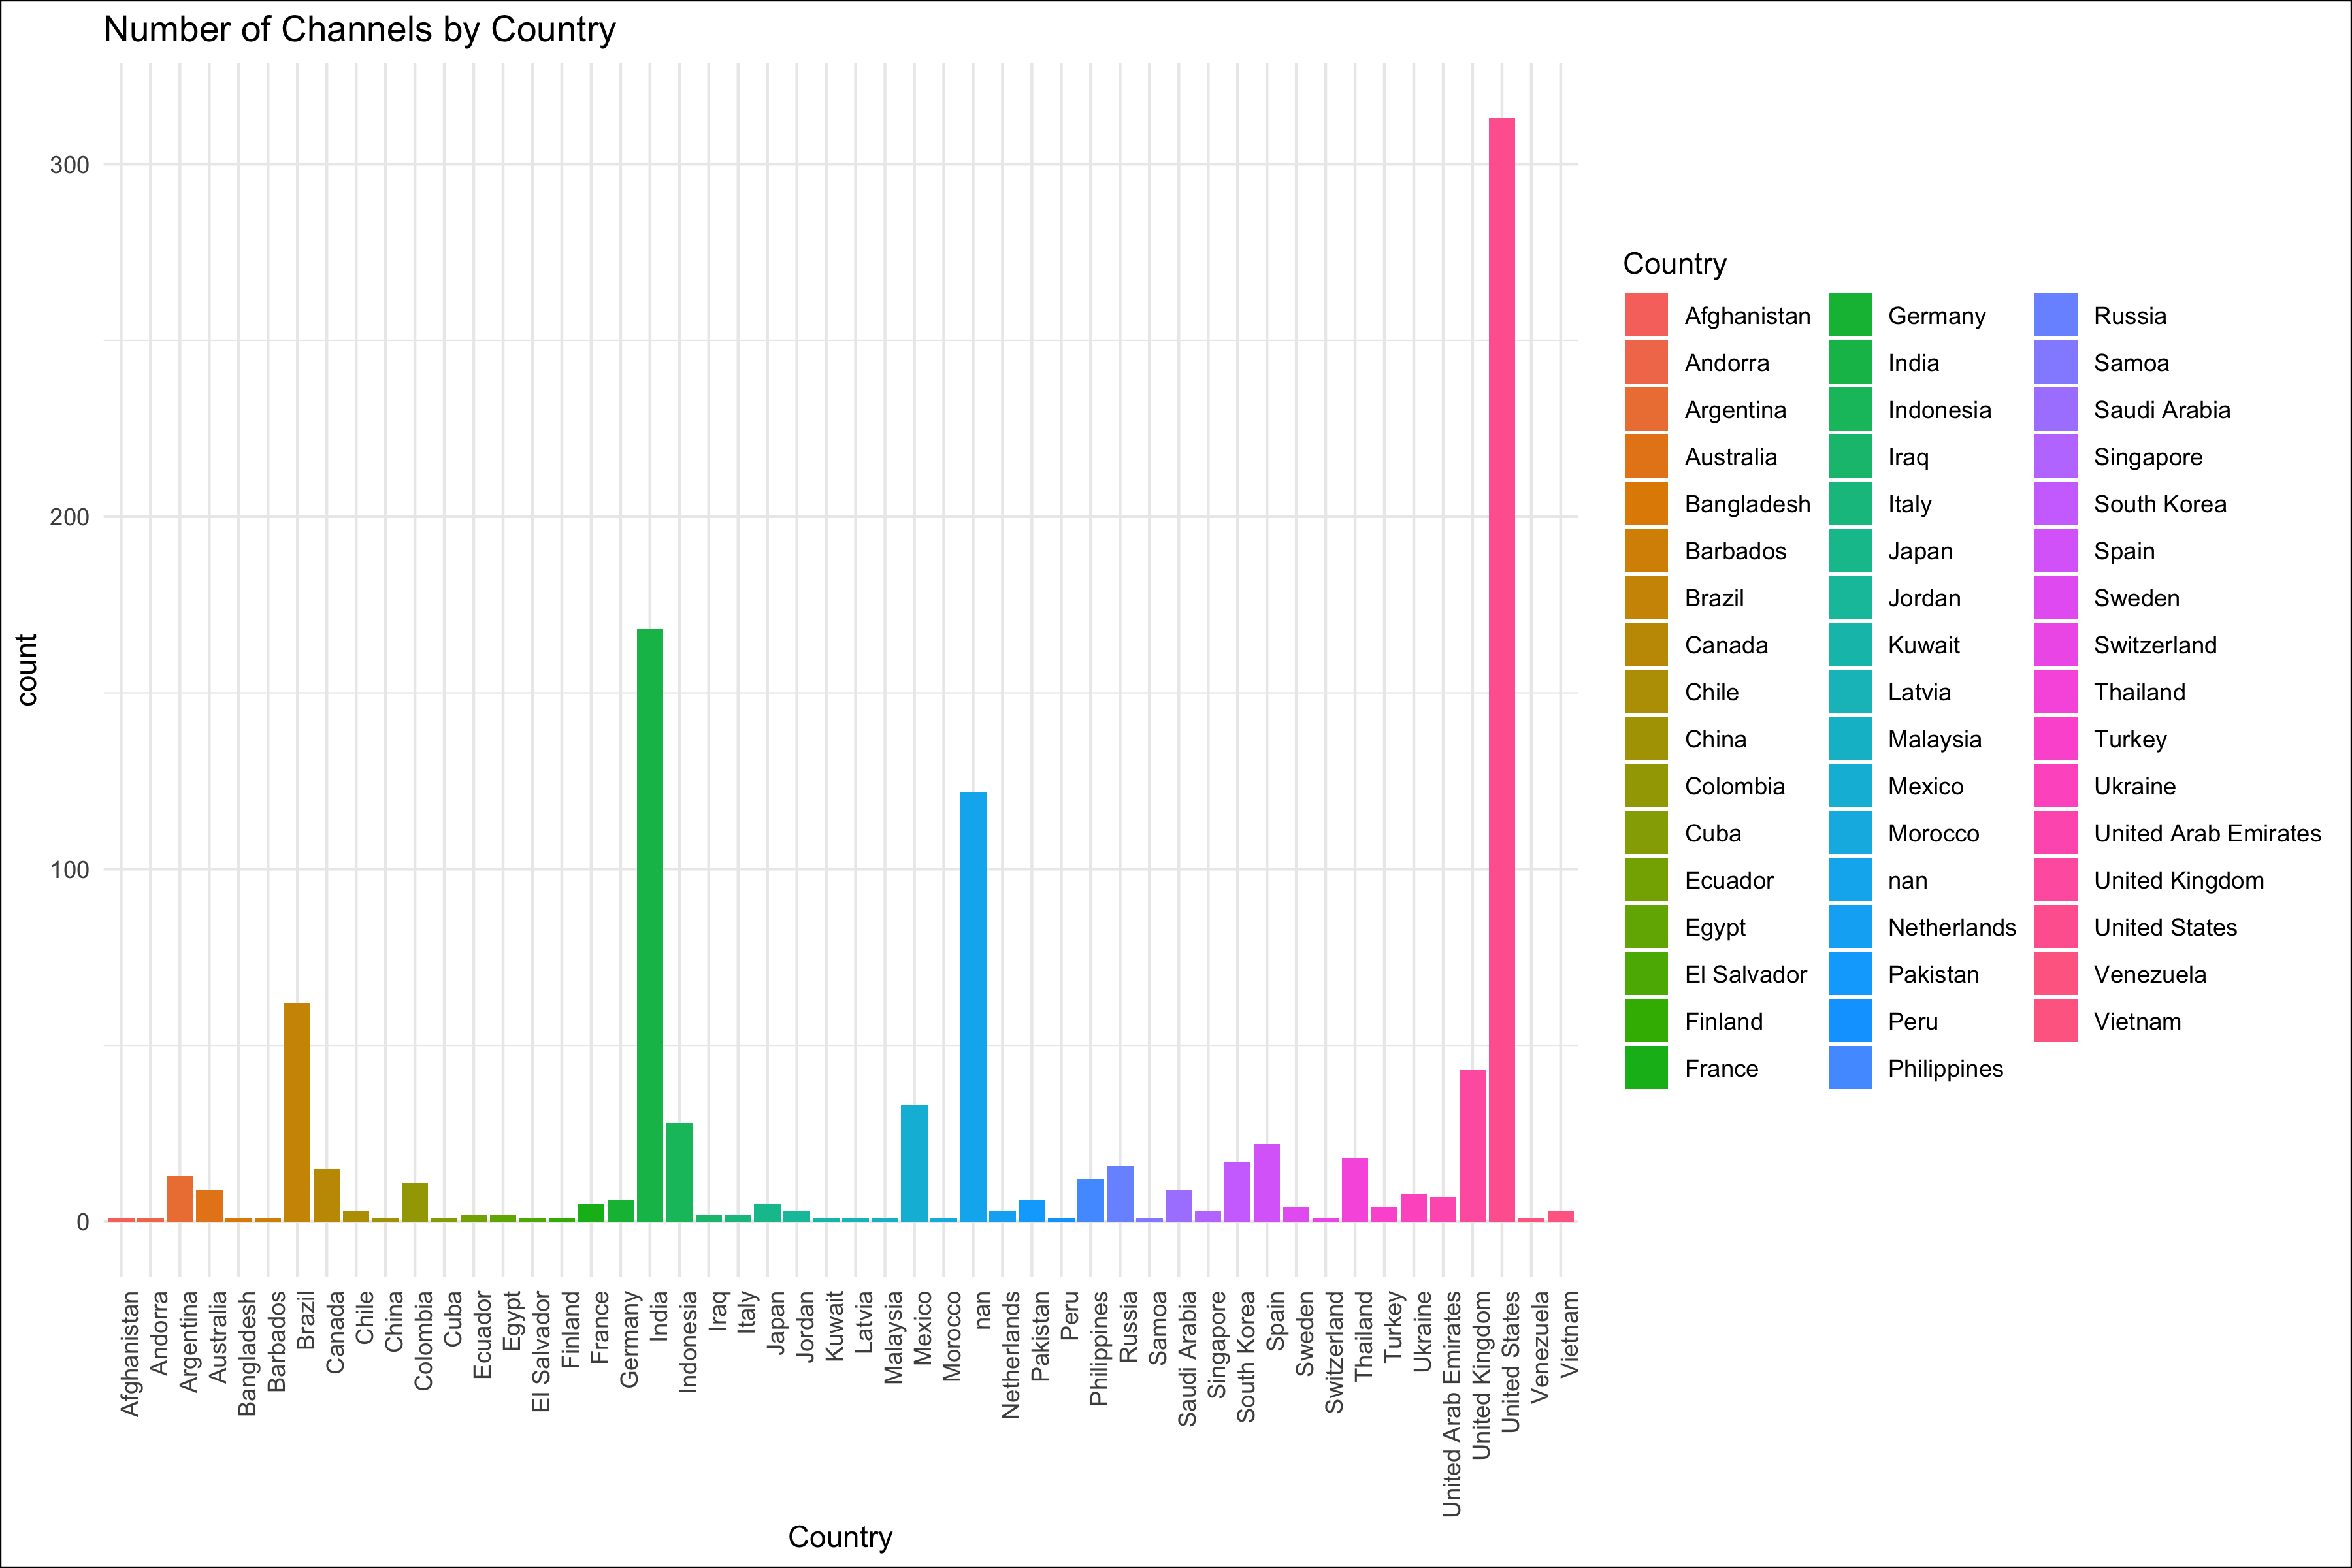 Number of Channels by Country
count
300
200
100
0
Afghanistan
Andorra
Argentina
Australia
Bangladesh
Barbados
Brazil
Canada
Chile
China
Colombia
Cuba
Ecuador
Egypt
El Salvador
Finland
France
Germany
India
Indonesia
Iraq
Italy
Japan
Jordan
Kuwait
Latvia
Malaysia
Mexico
Morocco
nan
Netherlands
Pakistan
Peru
Philippines
Russia
Samoa
Saudi Arabia
Singapore
South Korea
Spain
Sweden
Switzerland
Thailand
Turkey
Ukraine
United Arab Emirates
United Kingdom
United States
Venezuela
Vietnam
Country
Country
Afghanistan
Andorra
Argentina
Australia
Bangladesh
Barbados
Brazil
Canada
Chile
China
Colombia
Cuba
Ecuador
Egypt
El Salvador
Finland
France
Germany
India
Indonesia
Iraq
Italy
Japan
Jordan
Kuwait
Latvia
Malaysia
Mexico
Morocco
nan
Netherlands
Pakistan
Peru
Philippines
Russia
Samoa
Saudi Arabia
Singapore
South Korea
Spain
Sweden
Switzerland
Thailand
Turkey
Ukraine
United Arab Emirates
United Kingdom
United States
Venezuela
Vietnam